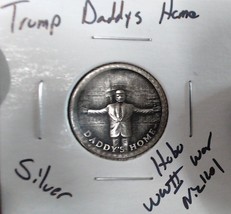 Trump Daddys Home
DADDY'S HOME
Silver
Hobo
WWII War
Nickel